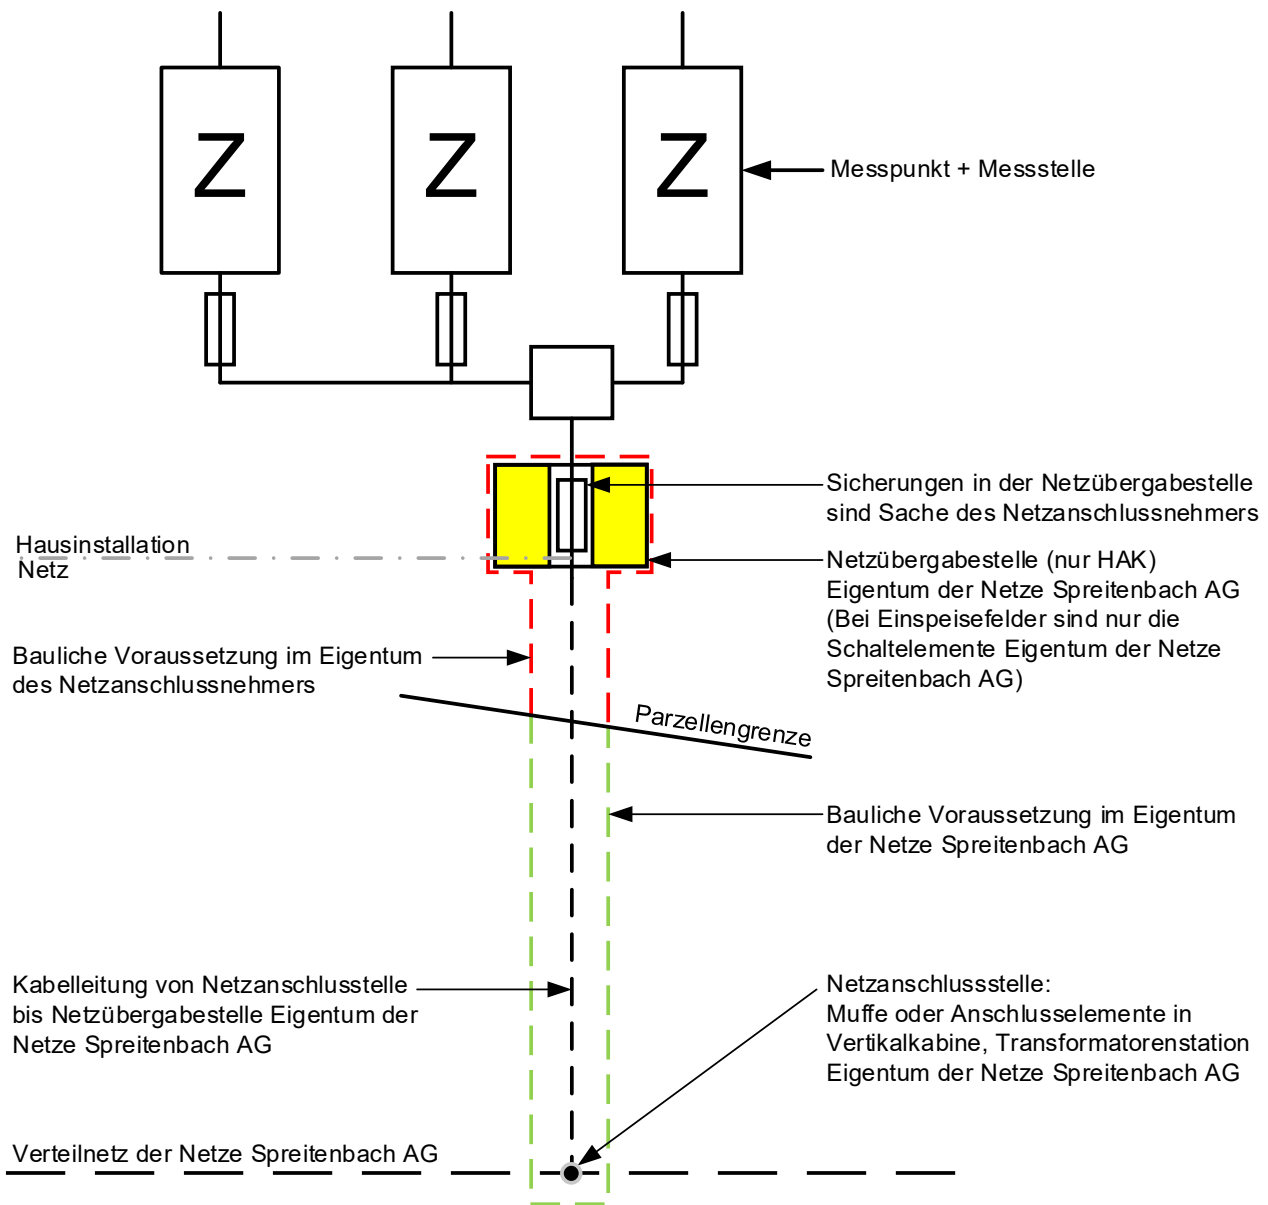 Z Z Z
Messpunkt + Messstelle
Sicherungen in der Netzübergabestelle
sind Sache des Netzanschlussnehmers
Hausinstallation
Netz
Netzübergabestelle (nur HAK)
Eigentum der Netze Spreitenbach AG
(Bei Einspeisefelder sind nur die
Schaltelemente Eigentum der Netze
Spreitenbach AG)
Bauliche Voraussetzung im Eigentum
des Netzanschlussnehmers
Parzellengrenze
Bauliche Voraussetzung im Eigentum
der Netze Spreitenbach AG
Kabelleitung von Netzanschlusstelle
bis Netzübergabestelle Eigentum der
Netze Spreitenbach AG
Netzanschlussstelle:
Muffe oder Anschlusselemente in
Vertikalkabine, Transformatorenstation
Eigentum der Netze Spreitenbach AG
Verteilnetz der Netze Spreitenbach AG